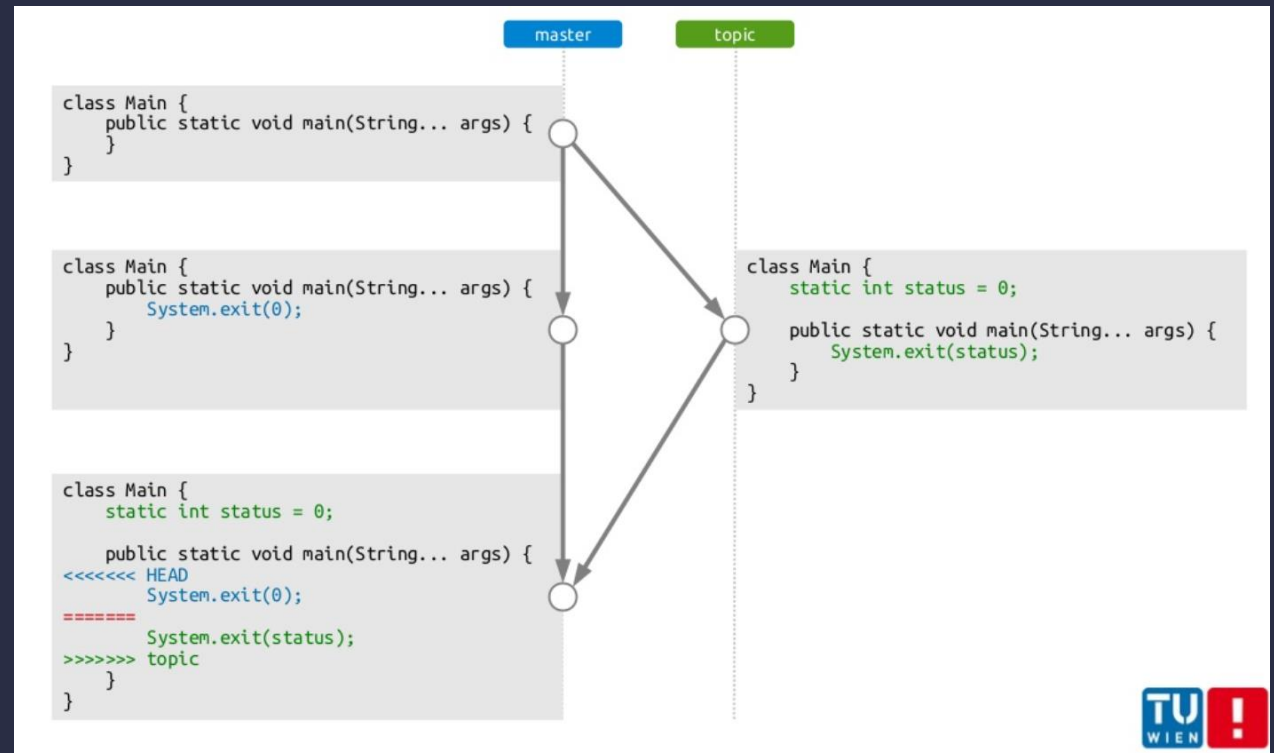 master
topic
class Main {
    public static void main(String... args) {
    }
}
class Main {
    public static void main(String... args) {
        System.exit(0);
    }
}
class Main {
    static int status = 0;

    public static void main(String... args) {
        System.exit(status);
    }
}
class Main {
    static int status = 0;

    public static void main(String... args) {
<<<<<<< HEAD
        System.exit(0);
=======
        System.exit(status);
>>>>>>> topic
    }
}
TU
WIEN
!